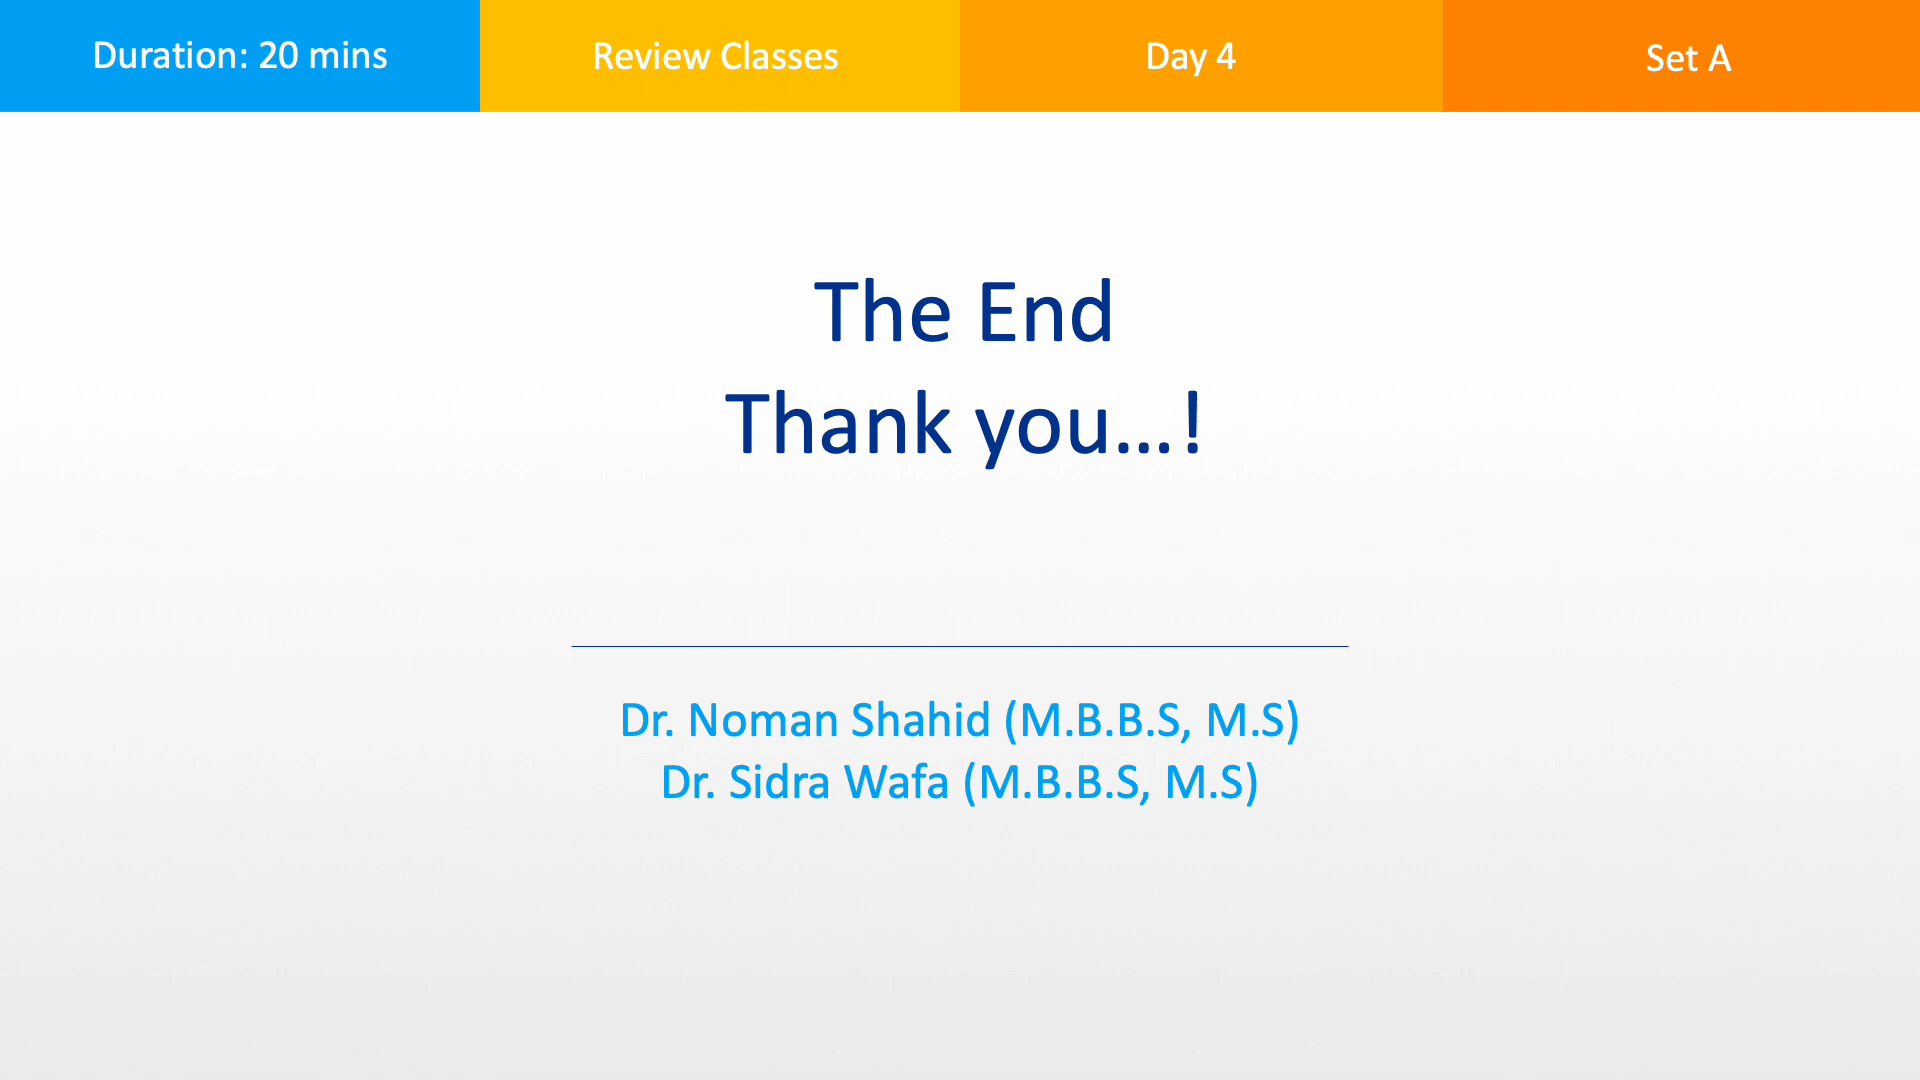 Duration: 20 mins
Review Classes
Day 4
Set A
The End
Thank you...!
Dr. Noman Shahid (M.B.B.S, M.S)
Dr. Sidra Wafa (M.B.B.S, M.S)